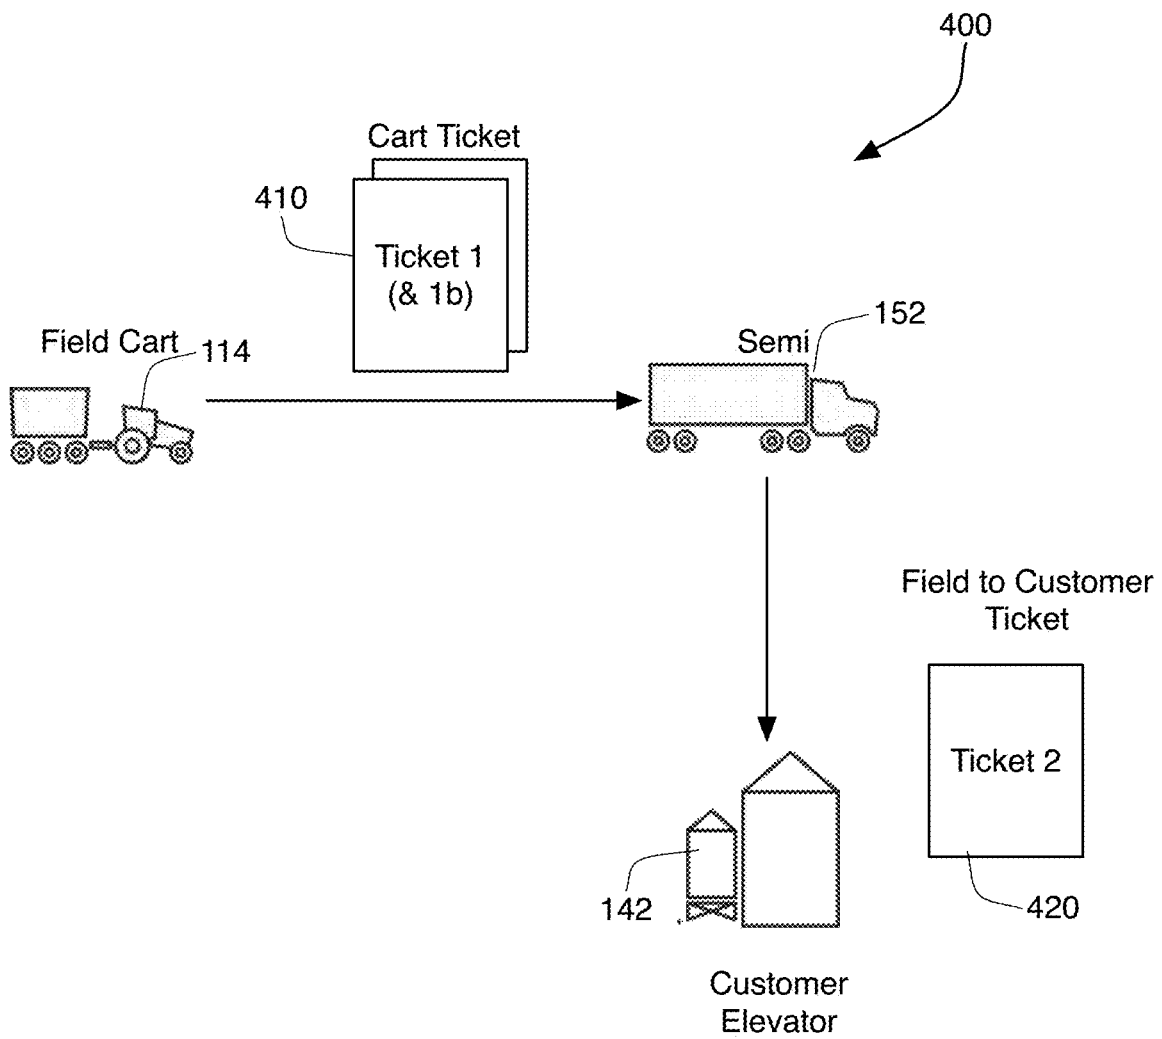 400
Cart Ticket
410
Ticket 1
(& 1b)
Field Cart
114
Semi
152
Field to Customer
Ticket
Ticket 2
142
420
Customer
Elevator